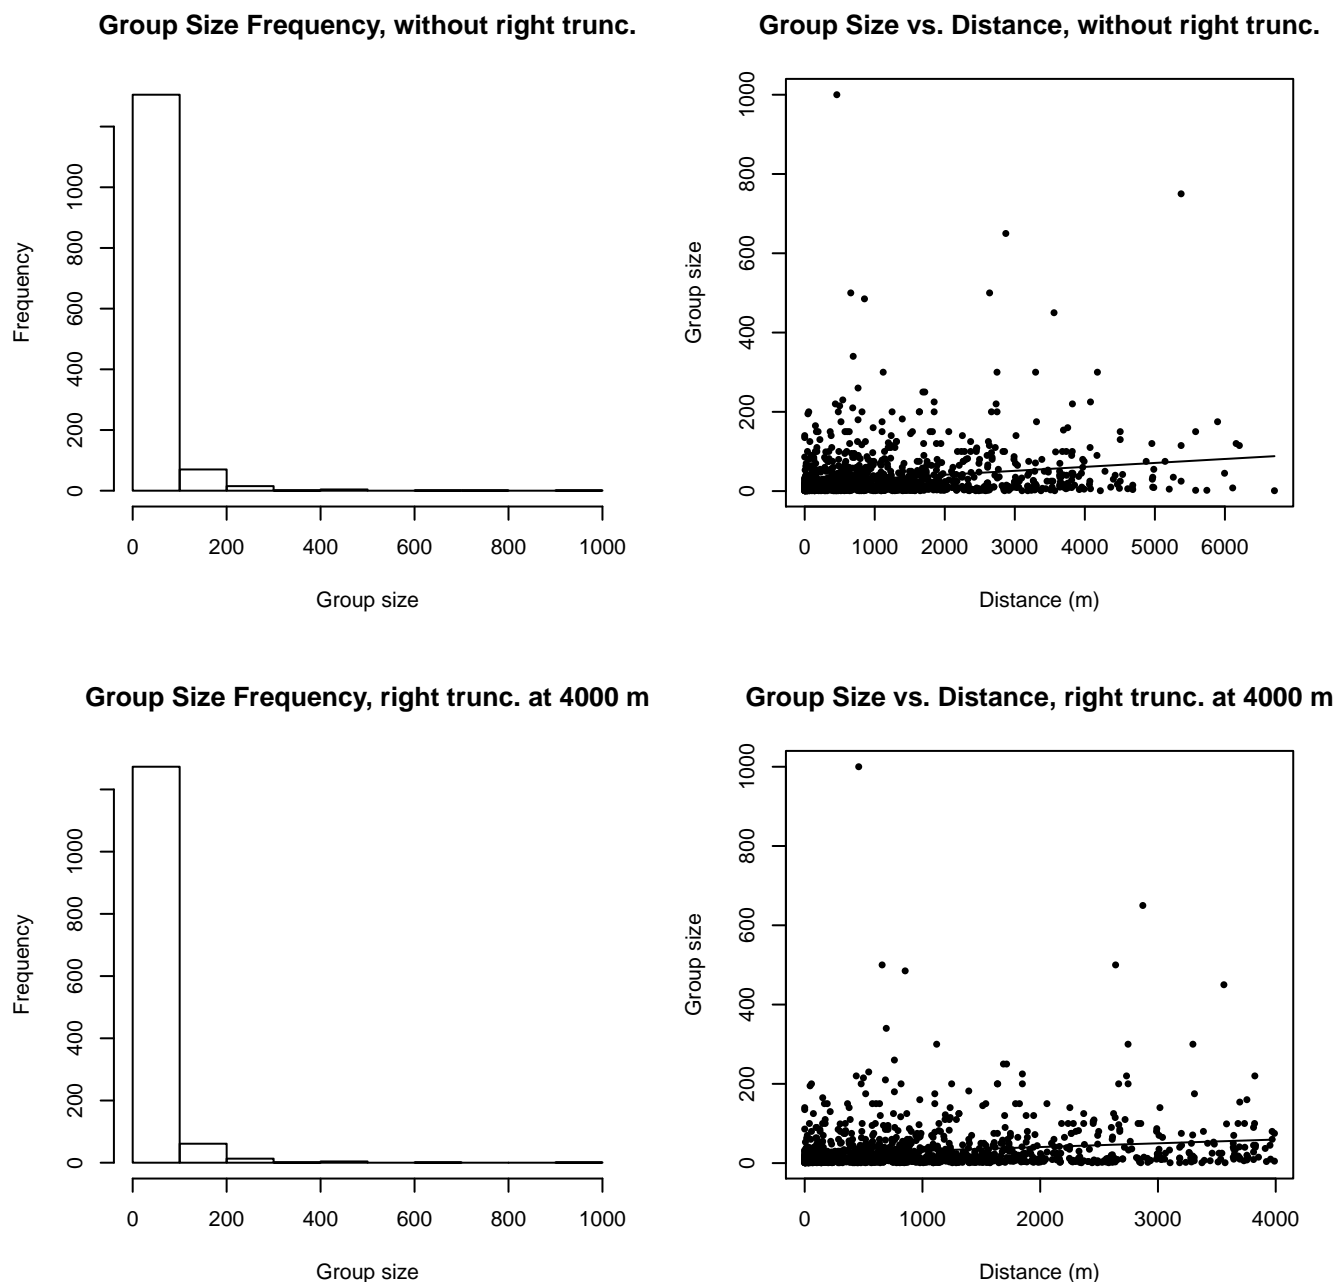 Group Size Frequency, without right trunc.
Frequency
0 200 400 600 800 1000
0 200 400 600 800 1000
Group size
Group Size vs. Distance, without right trunc.
Group size
0 200 400 600 800 1000
0 1000 2000 3000 4000 5000 6000
Distance (m)
Group Size Frequency, right trunc. at 4000 m
Frequency
0 200 400 600 800 1000
0 200 400 600 800 1000
Group size
Group Size vs. Distance, right trunc. at 4000 m
Group size
0 200 400 600 800 1000
0 1000 2000 3000 4000
Distance (m)